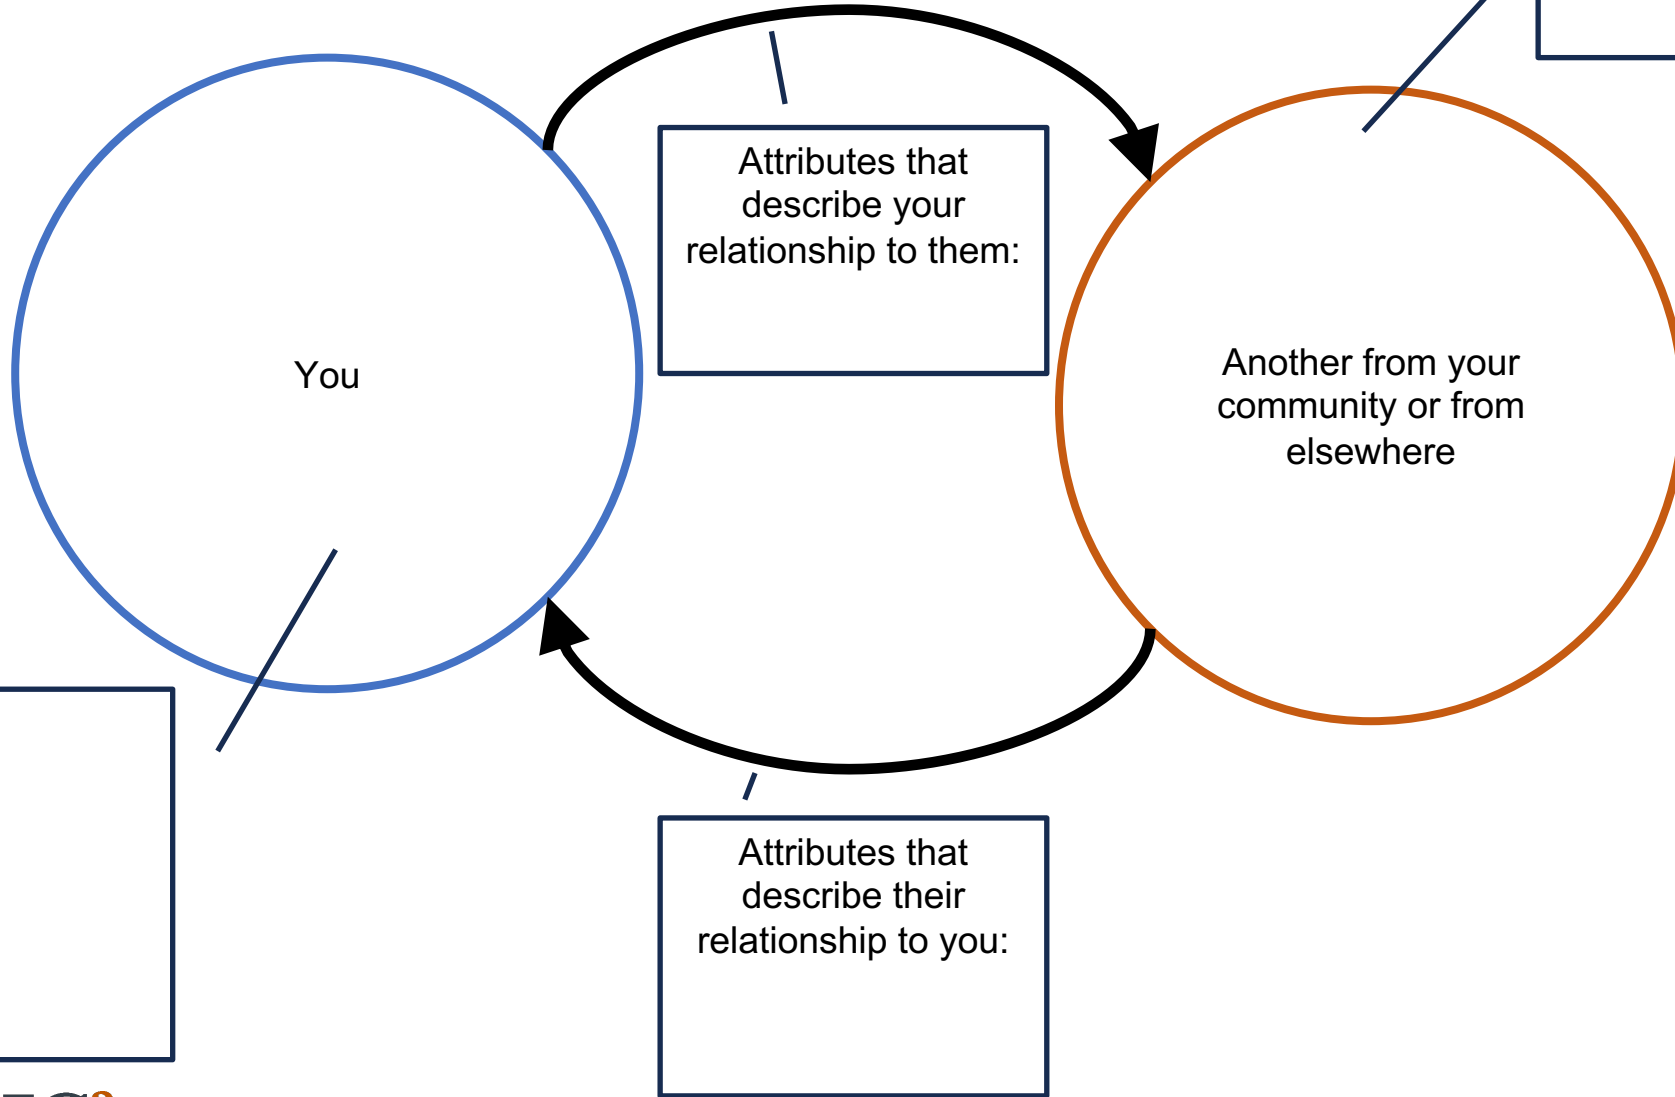 Attributes that
describe your
relationship to them:
You
Another from your
community or from
elsewhere
Attributes that
describe their
relationship to you: